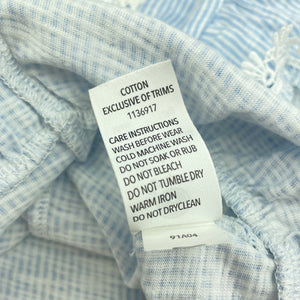 COTTON
EXCLUSIVE OF TRIMS
1136917
CARE INSTRUCTIONS
WASH BEFORE WEAR
COLD MACHINE WASH
DO NOT SOAK OR RUB
DO NOT BLEACH
DO NOT TUMBLE DRY
WARM IRON
DO NOT DRYCLEAN
91A04